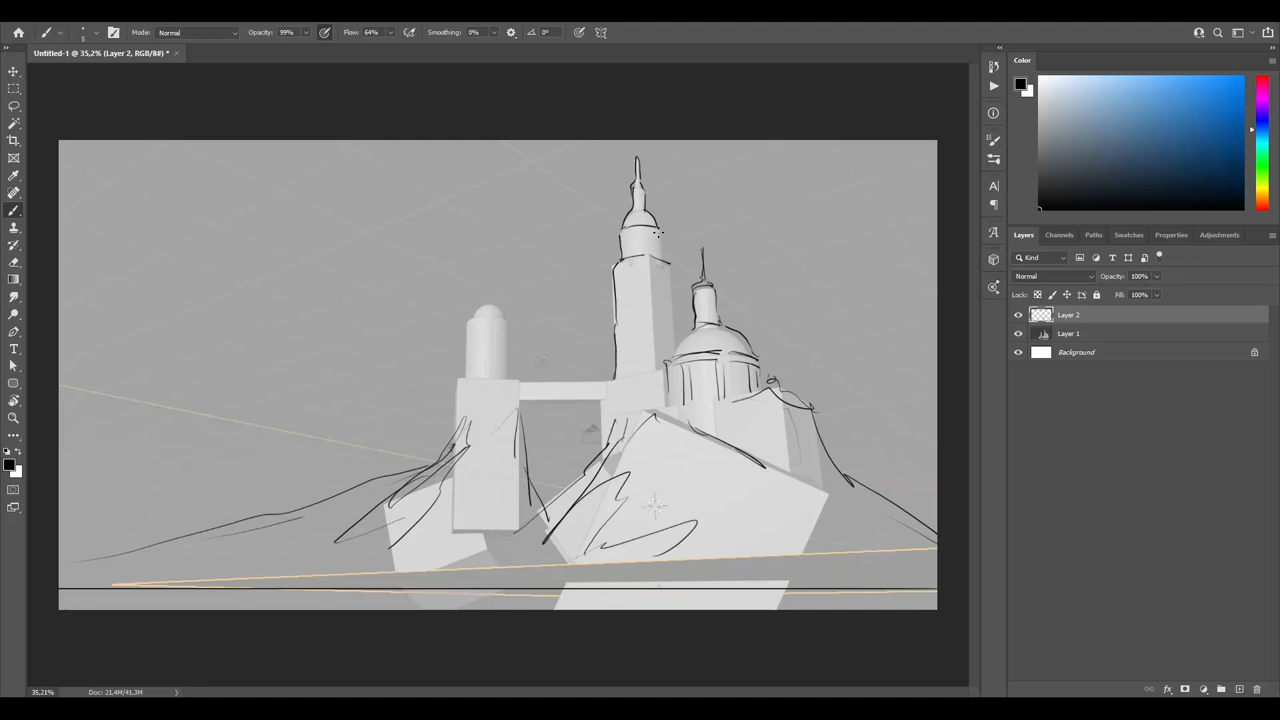 5 Mode: Normal Opacity: 99% Flow: 64% Smoothing: 0% 0°
Untitled-1 @ 35,2% (Layer 2, RGB/8#) * ×
Color
Layers Channels Paths Swatches Properties Adjustments
Kind
Normal Opacity: 100%
Lock: Fill: 100%
Layer 2
Layer 1
Background
35,21% Doc: 21,4M/41,3M